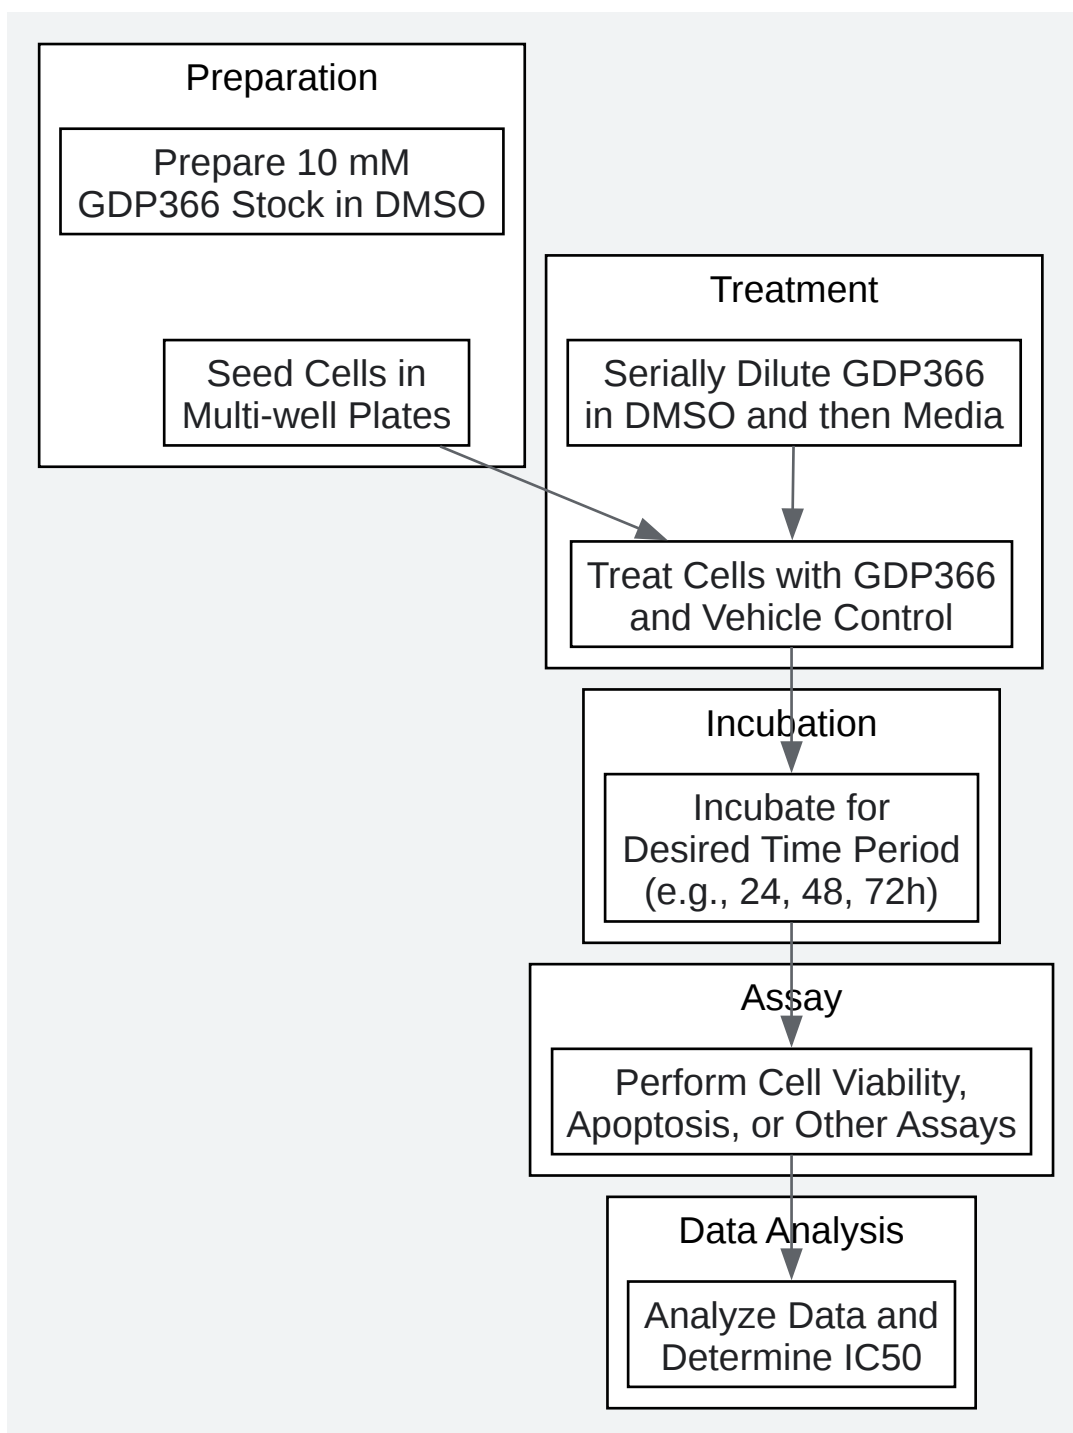 Preparation
Prepare 10 mM
GDP366 Stock in DMSO
Seed Cells in
Multi-well Plates
Treatment
Serially Dilute GDP366
in DMSO and then Media
Treat Cells with GDP366
and Vehicle Control
Incubation
Incubate for
Desired Time Period
(e.g., 24, 48, 72h)
Assay
Perform Cell Viability,
Apoptosis, or Other Assays
Data Analysis
Analyze Data and
Determine IC50